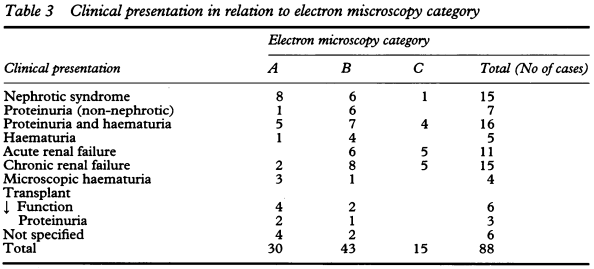 Table 3 Clinical presentation in relation to electron miscroscopy category
Electron microscopy category
Clinical presentation A B C Total (No of cases)
Nephrotic syndrome 8 6 1 15
Proteinuria (non-nephrotic) 1 6 7
Proteinuria and haematuria 5 7 4 16
Haematuria 1 4 5
Acute renal failure 6 5 11
Chronic renal failure 2 8 5 15
Microscopic haematuria 3 1 4
Transplant
↓ Function 4 2 6
Proteinuria 2 1 3
Not specified 4 2 6
Total 30 43 15 88